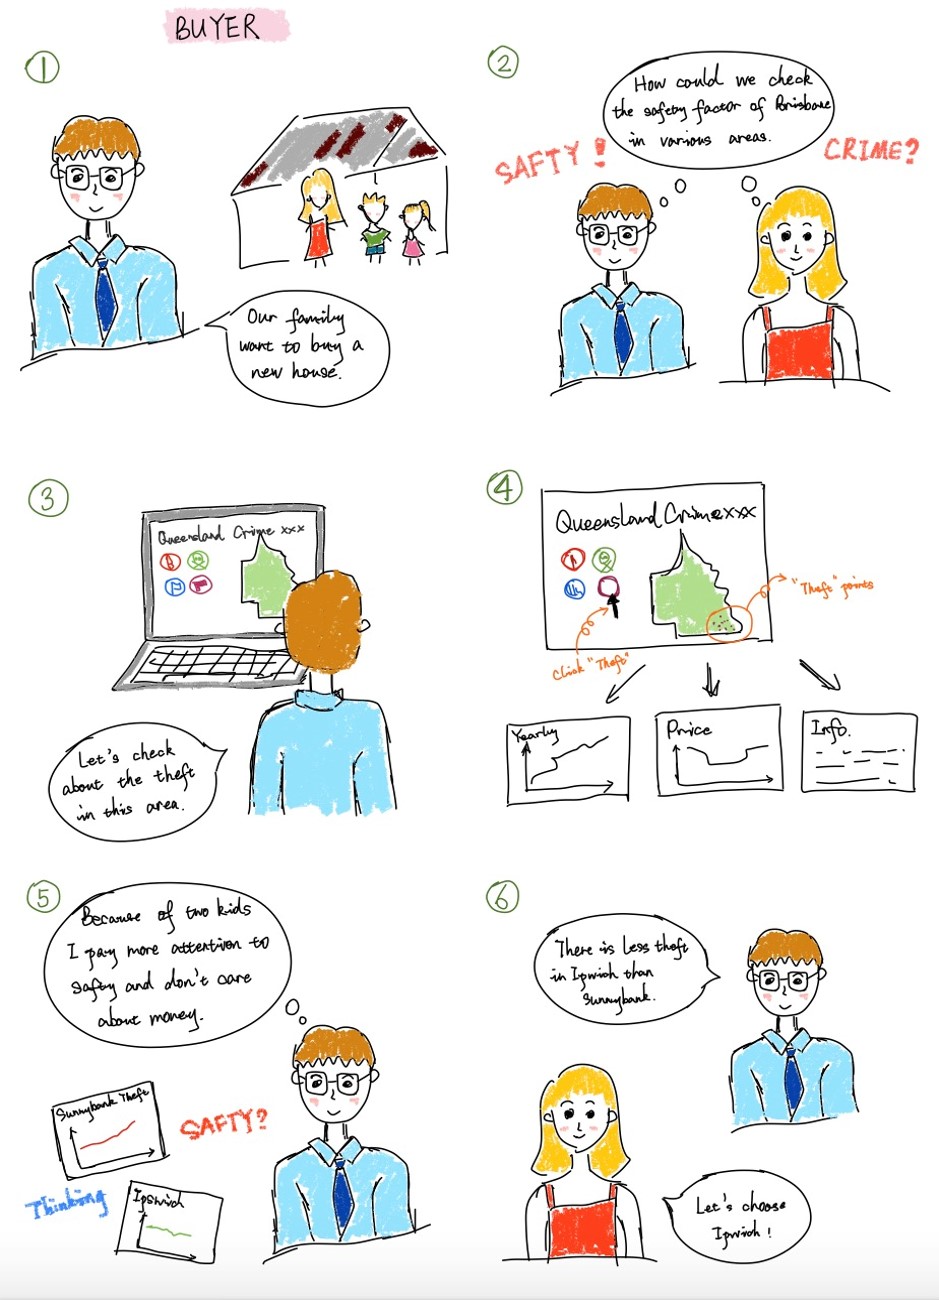 BUYER
①
Our family
want to buy a
new house.
②
How could we check
the safety factor of Brisbane
in various areas.
SAFTY!
CRIME?
③
Queensland Crime xxx
Let's check
about the theft
in this area.
④
Queensland Crime xxx
"Theft" points
Click "Theft"
Yearly
Price
Info.
⑤
Because of two kids
I pay more attention to
safty and don't care
about money.
Sunnybank Theft
SAFTY?
Thinking
Ipswich
⑥
There is less theft
in Ipwich than
Sunnybank.
Let's choose
Ipwich!